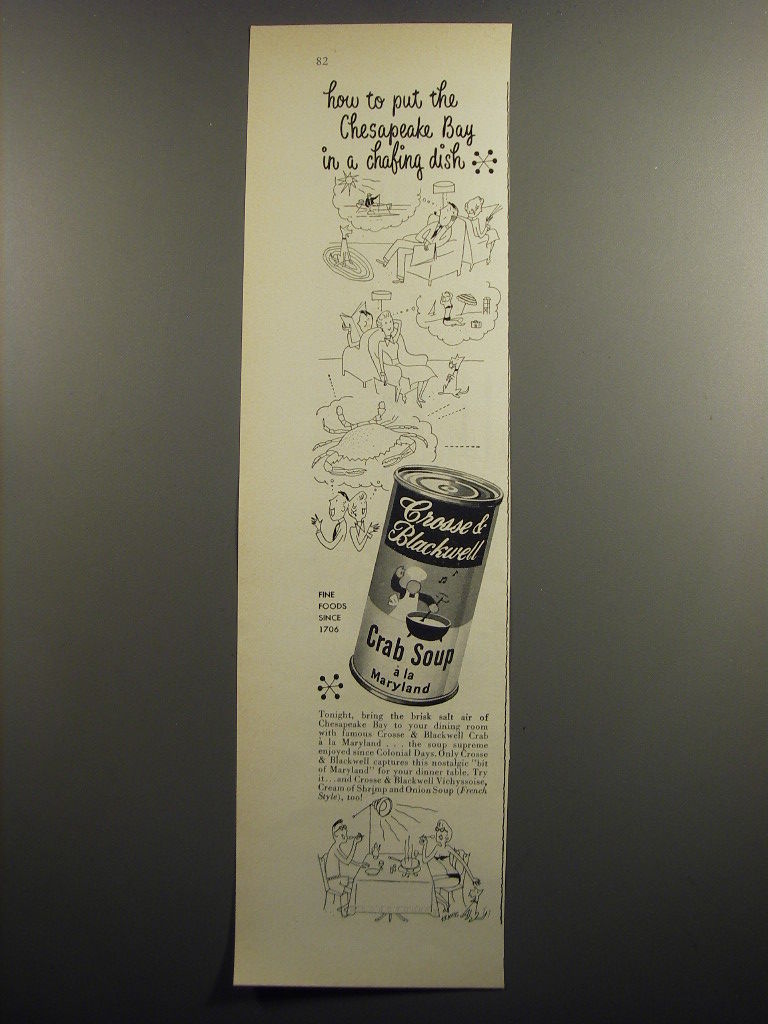 82
how to put the
Chesapeake Bay
in a chafing dish
Crosse &
Blackwell
Crab Soup
à la
Maryland
FINE
FOODS
SINCE
1706
Tonight, bring the brisk salt air of
Chesapeake Bay to your dining room
with famous Crosse & Blackwell Crab
à la Maryland . . . the soup supreme
enjoyed since Colonial Days. Only Crosse
& Blackwell captures this nostalgic "bit
of Maryland" for your dinner table. Try
it...and Crosse & Blackwell Vichyssoise,
Cream of Shrimp and Onion Soup (French
Style), too!